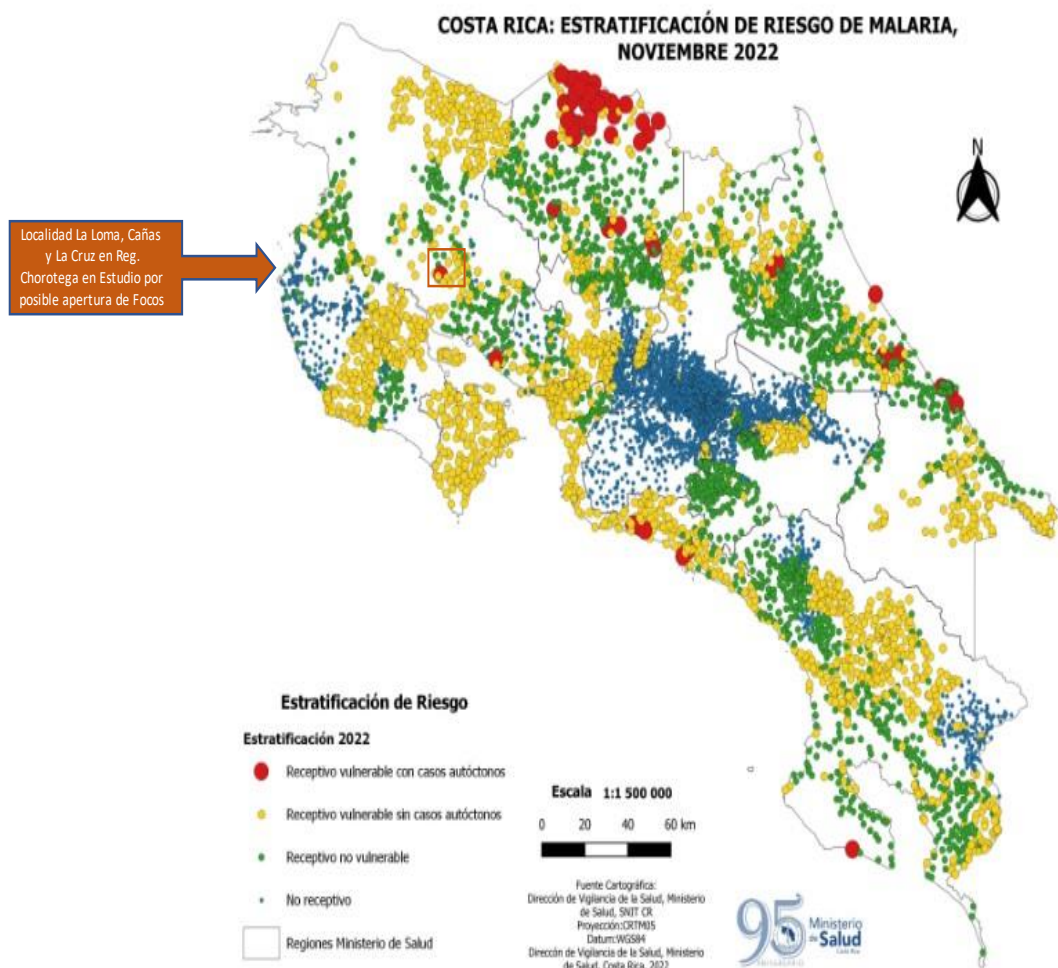 COSTA RICA: ESTRATIFICACIÓN DE RIESGO DE MALARIA,
NOVIEMBRE 2022
N
Localidad La Loma, Cañas
y La Cruz en Reg.
Chorotega en Estudio por
posible apertura de Focos
Estratificación de Riesgo
Estratificación 2022
Receptivo vulnerable con casos autóctonos
Receptivo vulnerable sin casos autóctonos
Receptivo no vulnerable
No receptivo
Regiones Ministerio de Salud
Escala 1:1 500 000
0 20 40 60 km
Fuente Cartográfica:
Dirección de Vigilancia de la Salud, Ministerio
de Salud, SNIT CR
Proyección:CRTM05
Datum:WGS84
Direccón de Vigilancia de la Salud, Ministerio
de Salud, Costa Rica, 2022
95
ANIVERSARIO
Ministerio
de Salud
Costa Rica